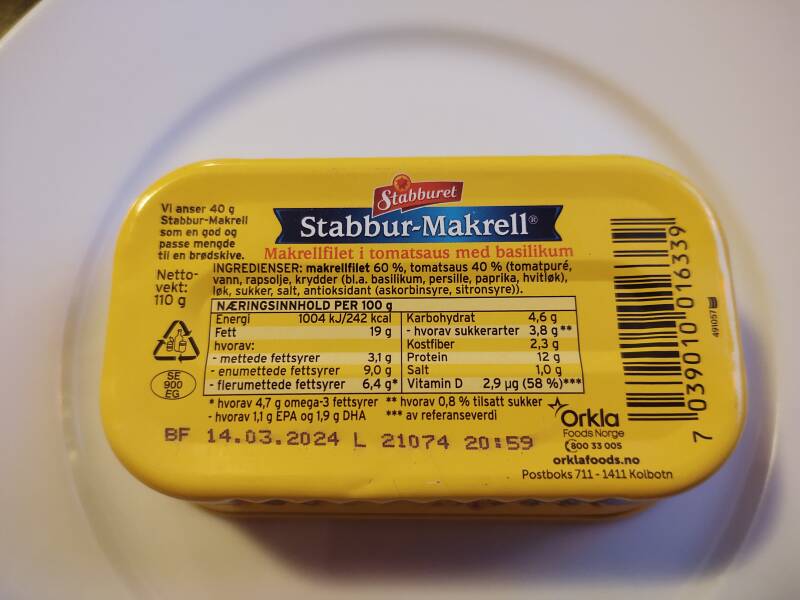 Stabburet
Stabbur-Makrell®
Makrellfilet i tomatsaus med basilikum
Vi anser 40 g
Stabbur-Makrell
som en god og
passe mengde
til en brødskive.
Netto-
vekt:
110 g
INGREDIENSER: makrellfilet 60 %, tomatsaus 40 % (tomatpuré,
vann, rapsolje, krydder (bl.a. basilikum, persille, paprika, hvitløk),
løk, sukker, salt, antioksidant (askorbinsyre, sitronsyre)).
NÆRINGSINNHOLD PER 100 g
Energi 1004 kJ/242 kcal
Fett 19 g
hvorav:
- mettede fettsyrer 3,1 g
- enumettede fettsyrer 9,0 g
- flerumettede fettsyrer 6,4 g*
Karbohydrat 4,6 g
- hvorav sukkerarter 3,8 g**
Kostfiber 2,3 g
Protein 12 g
Salt 1,0 g
Vitamin D 2,9 µg (58 %)***
* hvorav 4,7 g omega-3 fettsyrer ** hvorav 0,8 % tilsatt sukker
- hvorav 1,1 g EPA og 1,9 g DHA *** av referanseverdi
SE
900
EG
BF 14.03.2024 L 21074 20:59
Orkla
Foods Norge
800 33 005
orklafoods.no
Postboks 711 - 1411 Kolbotn
7 039010 016339
491057